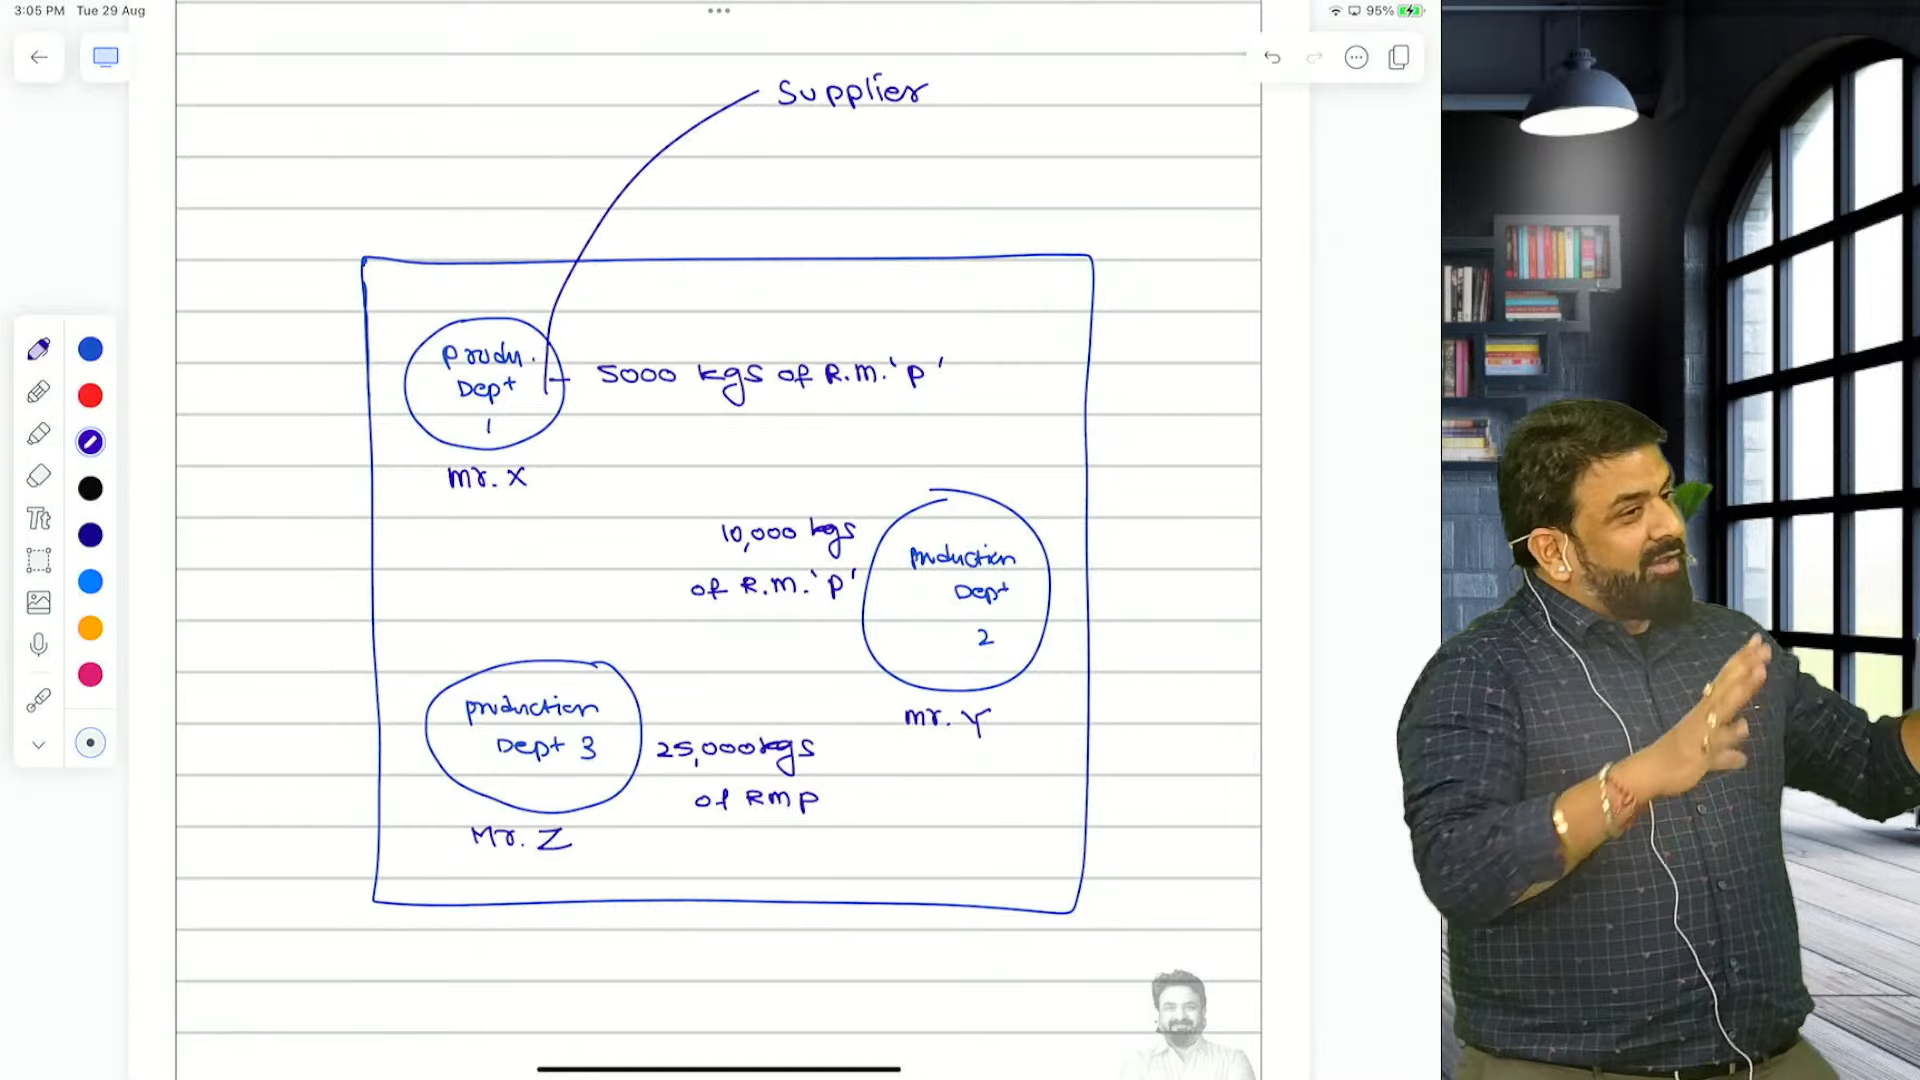 3:05 PM Tue 29 Aug
95%
Supplier
Produ.
Dept
1
5000 kgs of R.M. 'P'
Mr. X
10,000 kgs
of R.M. 'P'
Production
Dept
2
Mr. Y
Production
Dept 3
25,000 kgs
of RMP
Mr. Z
Tt